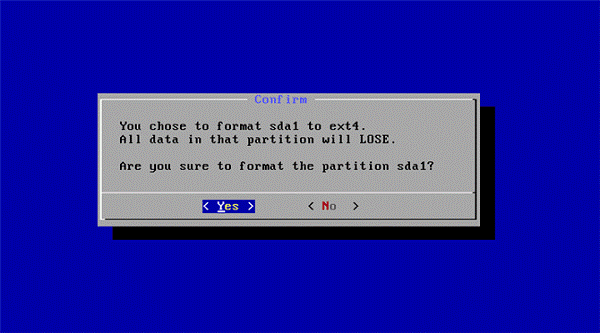 Confirm
You chose to format sda1 to ext4.
All data in that partition will LOSE.
Are you sure to format the partition sda1?
< Yes > < No >